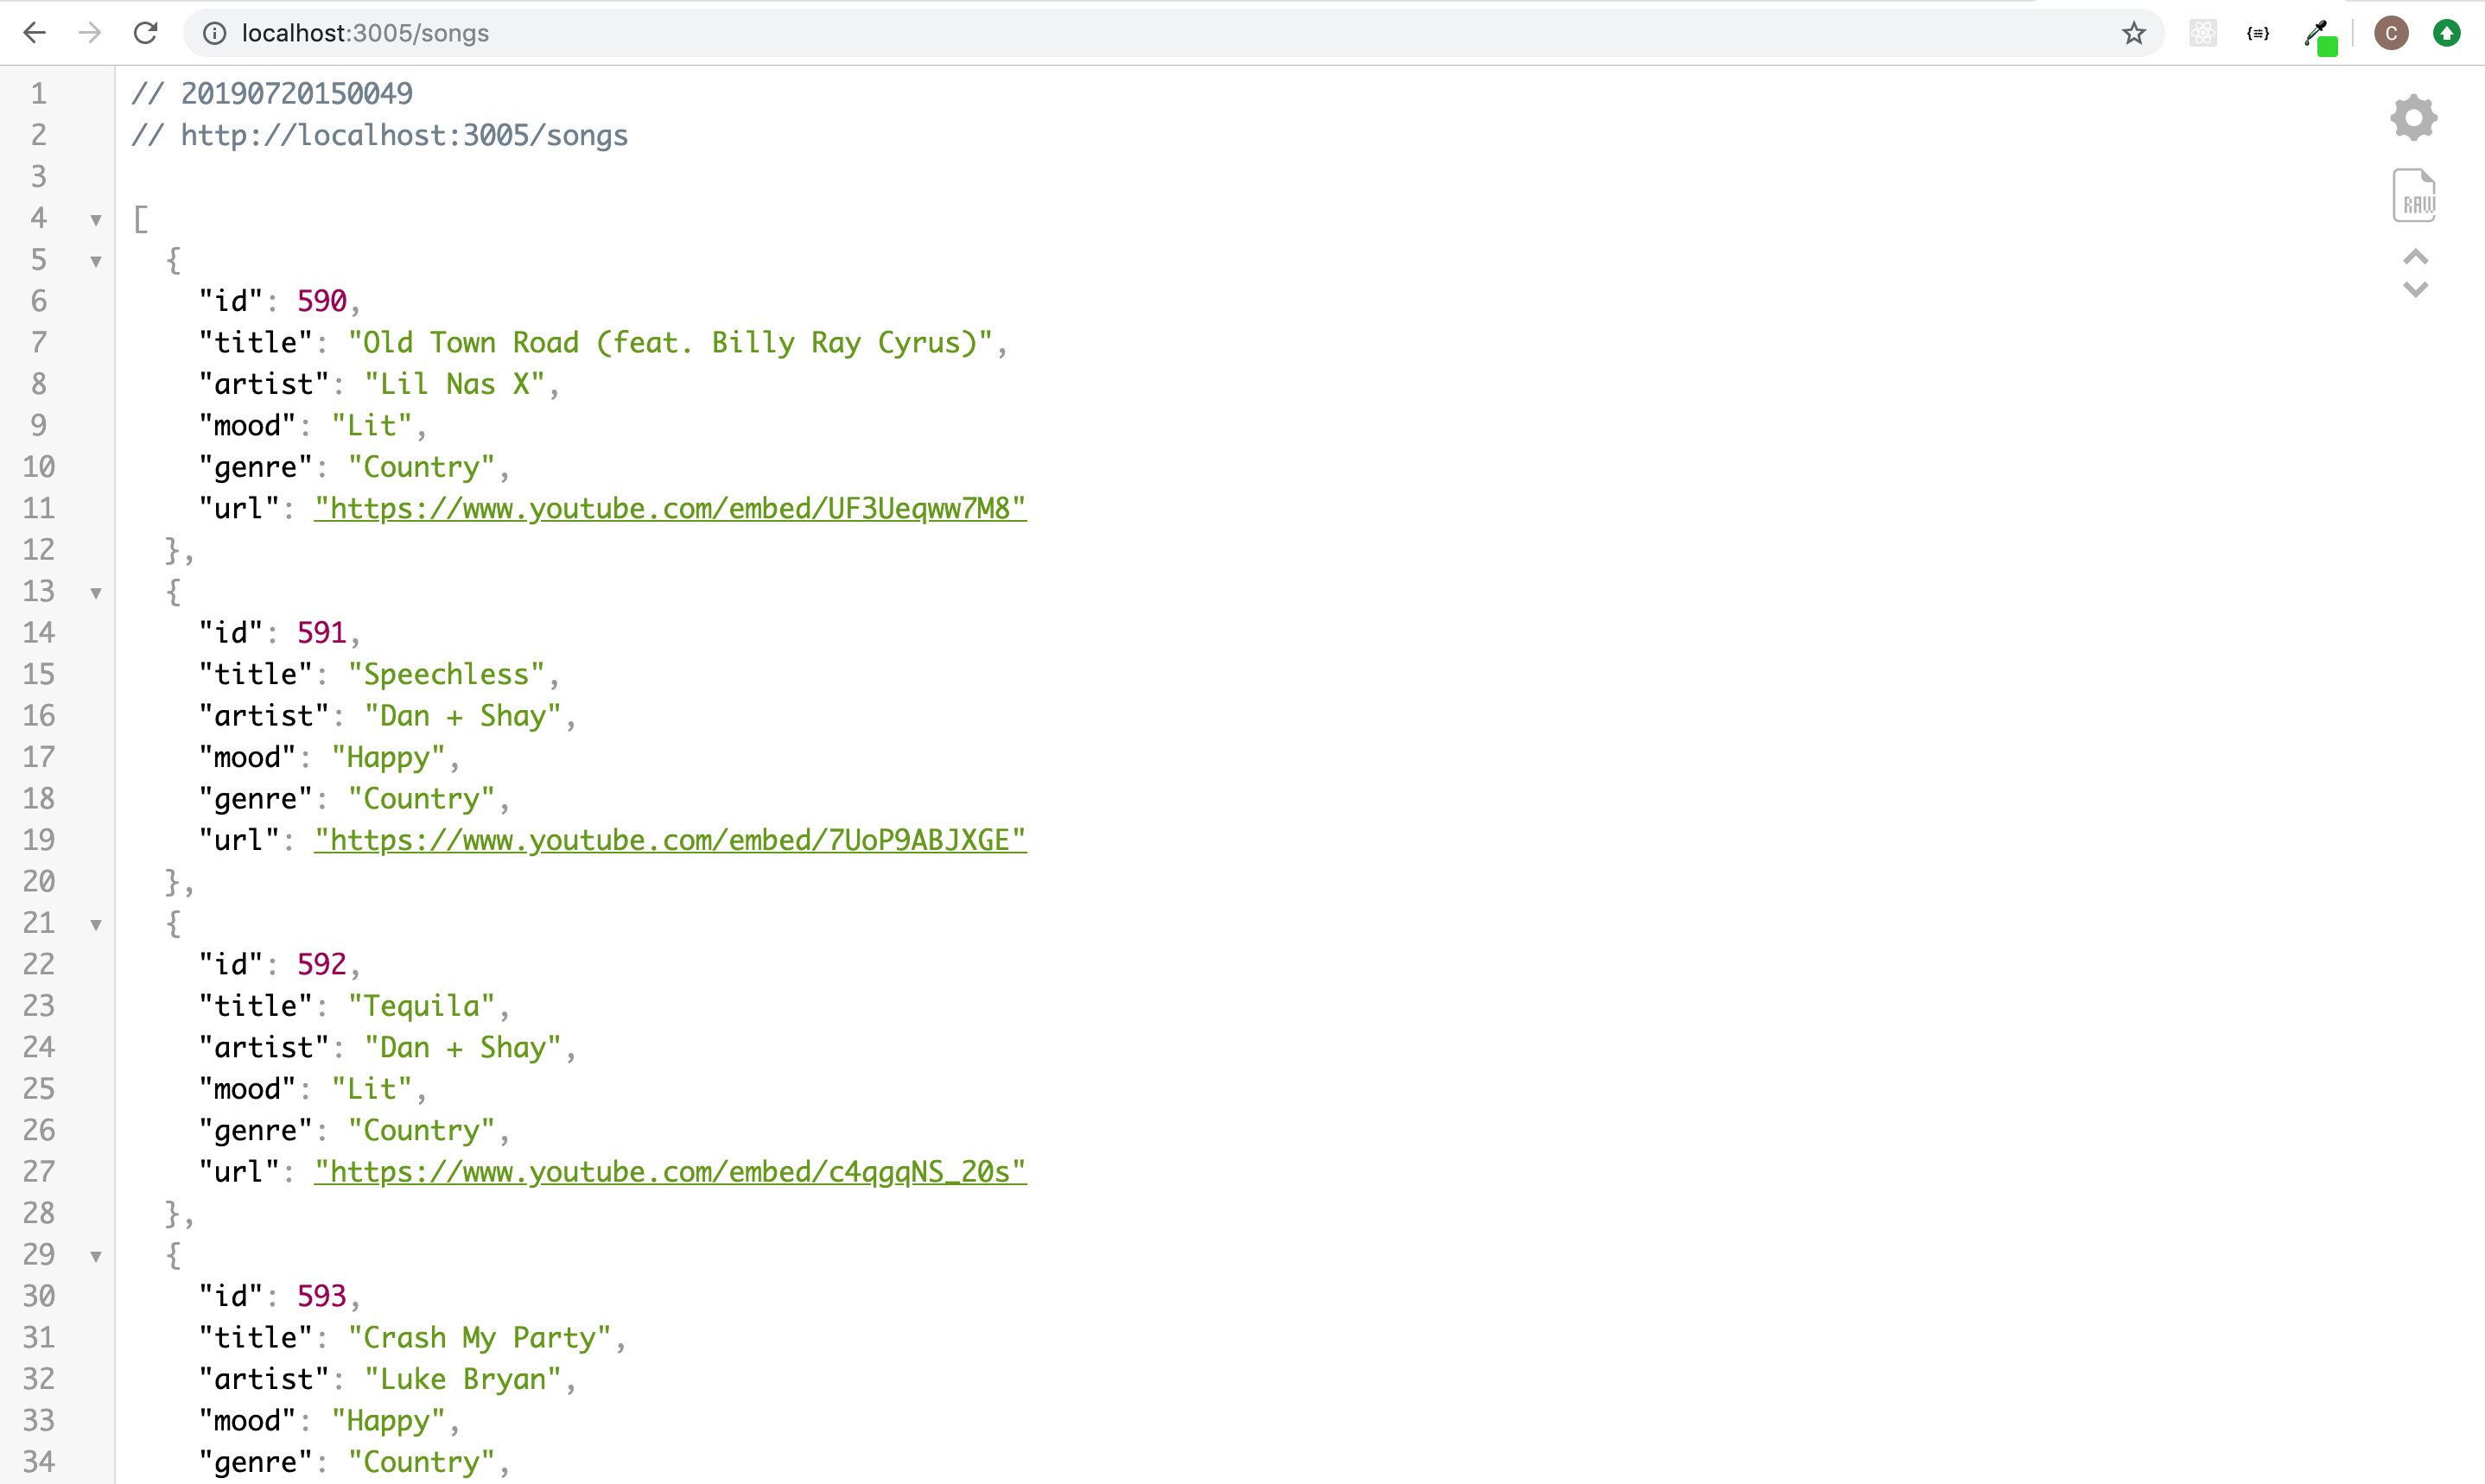 localhost:3005/songs
C
RAW
1 // 20190720150049
2 // http://localhost:3005/songs
3
4 [
5 {
6 "id": 590,
7 "title": "Old Town Road (feat. Billy Ray Cyrus)",
8 "artist": "Lil Nas X",
9 "mood": "Lit",
10 "genre": "Country",
11 "url": "https://www.youtube.com/embed/UF3Ueqww7M8"
12 },
13 {
14 "id": 591,
15 "title": "Speechless",
16 "artist": "Dan + Shay",
17 "mood": "Happy",
18 "genre": "Country",
19 "url": "https://www.youtube.com/embed/7UoP9ABJXGE"
20 },
21 {
22 "id": 592,
23 "title": "Tequila",
24 "artist": "Dan + Shay",
25 "mood": "Lit",
26 "genre": "Country",
27 "url": "https://www.youtube.com/embed/c4qgqNS_20s"
28 },
29 {
30 "id": 593,
31 "title": "Crash My Party",
32 "artist": "Luke Bryan",
33 "mood": "Happy",
34 "genre": "Country",